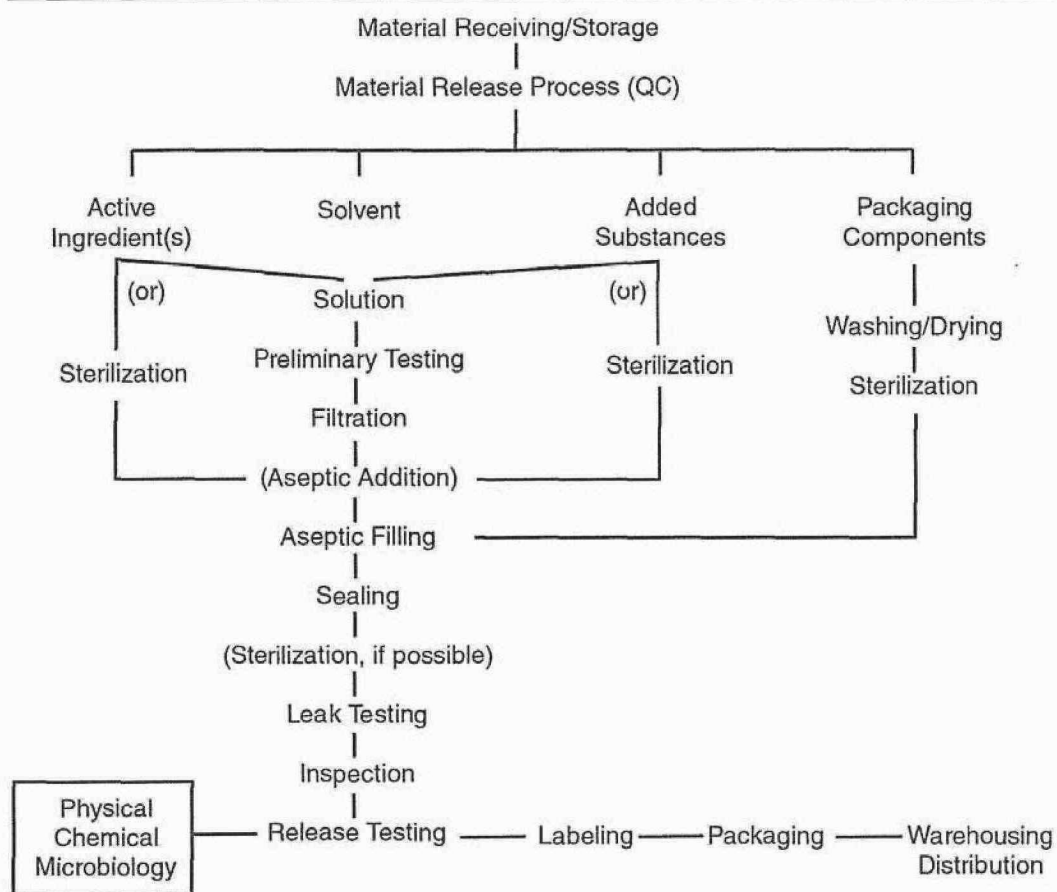 Material Receiving/Storage
Material Release Process (QC)
Active
Ingredient(s)
Solvent
Added
Substances
Packaging
Components
(or)
Solution
(or)
Washing/Drying
Sterilization
Preliminary Testing
Sterilization
Sterilization
Filtration
(Aseptic Addition)
Aseptic Filling
Sealing
(Sterilization, if possible)
Leak Testing
Inspection
Physical
Chemical
Microbiology
Release Testing
Labeling
Packaging
Warehousing
Distribution